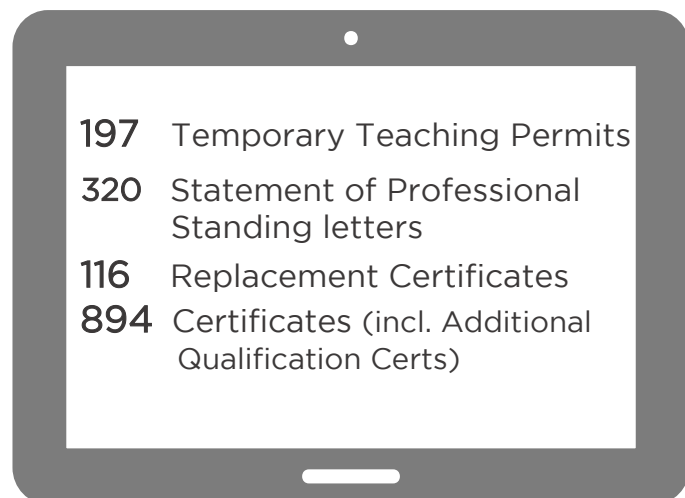 197 Temporary Teaching Permits
320 Statement of Professional
Standing letters
116 Replacement Certificates
894 Certificates (incl. Additional
Qualification Certs)